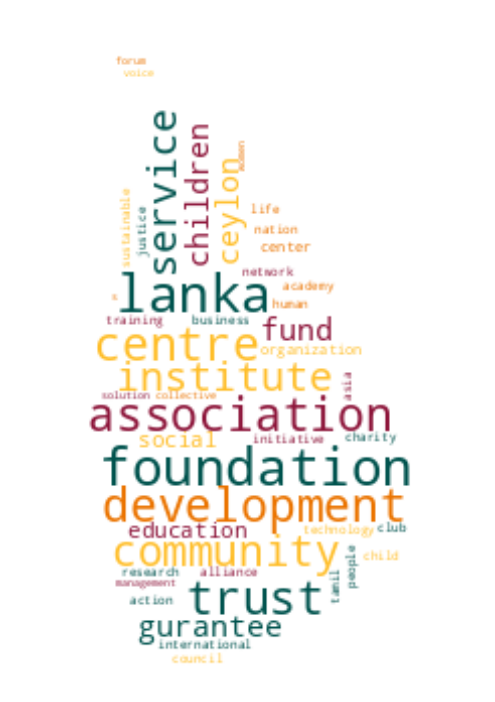 forum
voice
service
children
ceylon
women
sustainable
justice
life
nation
center
network
lanka
academy
s
human
training
business
fund
centre
organization
institute
asia
solution
collective
association
social
initiative
charity
foundation
development
education
technology
club
community
people
child
research
alliance
tamil
management
trust
action
gurantee
international
council